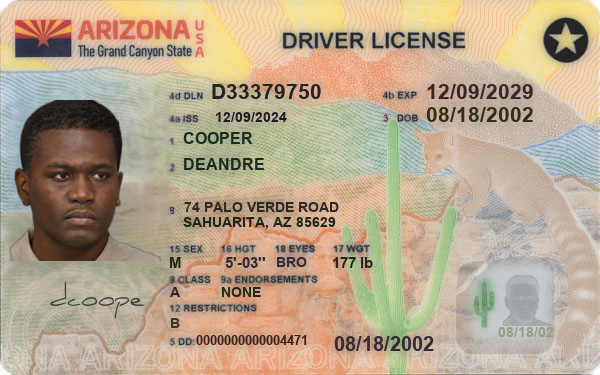 ARIZONA USA
The Grand Canyon State
DRIVER LICENSE
4d DLN D33379750
4b EXP 12/09/2029
4a ISS 12/09/2024
3 DOB 08/18/2002
1 COOPER
2 DEANDRE
8 74 PALO VERDE ROAD
SAHUARITA, AZ 85629
15 SEX 16 HGT 18 EYES 17 WGT
M 5'-03" BRO 177 lb
9 CLASS 9a ENDORSEMENTS
A NONE
12 RESTRICTIONS
B
dcoope
5 DD: 0000000000004471
08/18/2002
08/18/02
ONA ARIZONA ARIZONA ARIZONA ARIZONA